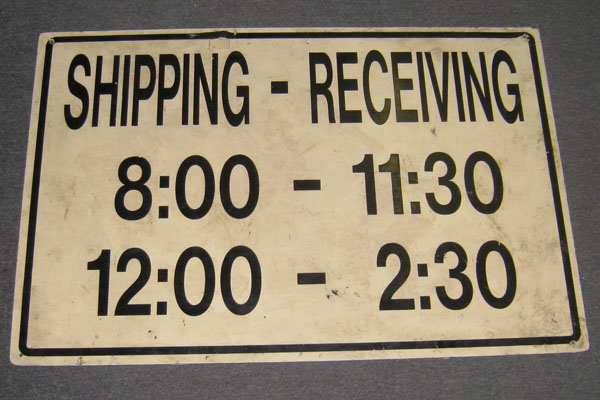 SHIPPING - RECEIVING
8:00 - 11:30
12:00 - 2:30